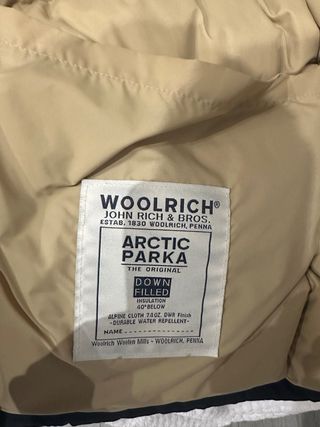 WOOLRICH®
JOHN RICH & BROS.
ESTAB. 1830 WOOLRICH, PENNA
ARCTIC
PARKA
THE ORIGINAL
DOWN
FILLED
INSULATION
40° BELOW
ALPINE CLOTH 7.4 OZ. DWR Finish
-DURABLE WATER REPELLENT-
NAME
Woolrich Woolen Mills - WOOLRICH, PENNA